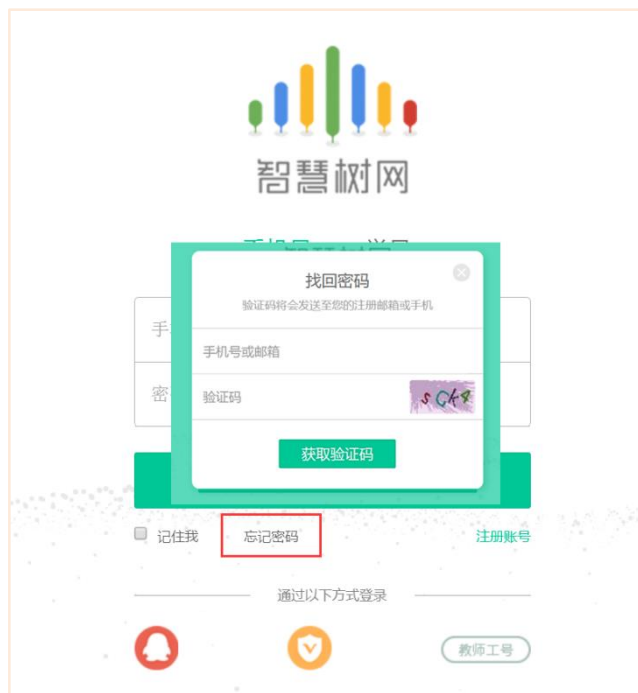 智慧树网
找回密码
验证码将会发送至您的注册邮箱或手机
手机号或邮箱
验证码 sCk4
获取验证码
手
密
记住我 忘记密码 注册账号
通过以下方式登录
教师工号